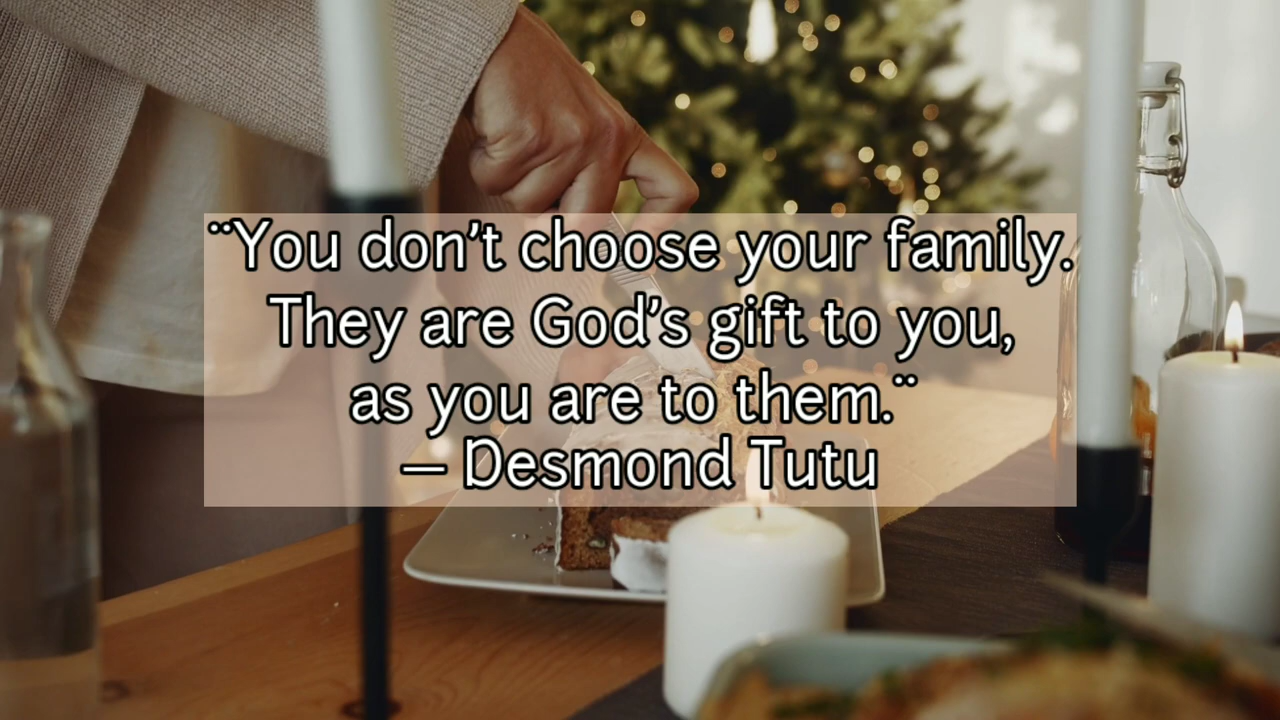 ¨You don't choose your family.
They are God's gift to you,
as you are to them.¨
— Desmond Tutu